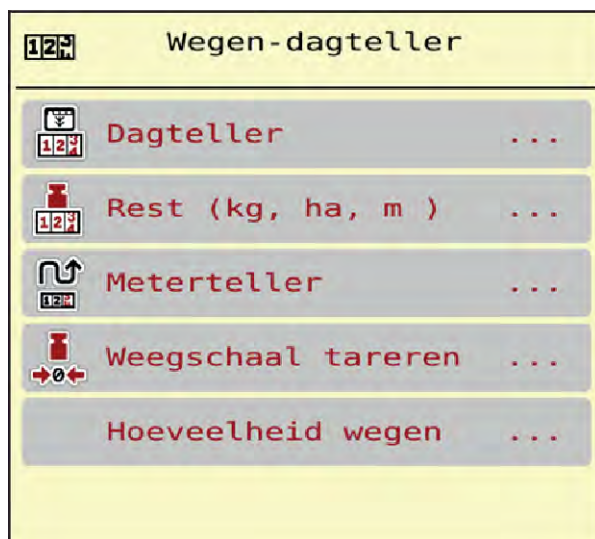 Wegen-dagteller
Dagteller ...
Rest (kg, ha, m ) ...
Meterteller ...
Weegschaal tareren ...
Hoeveelheid wegen ...